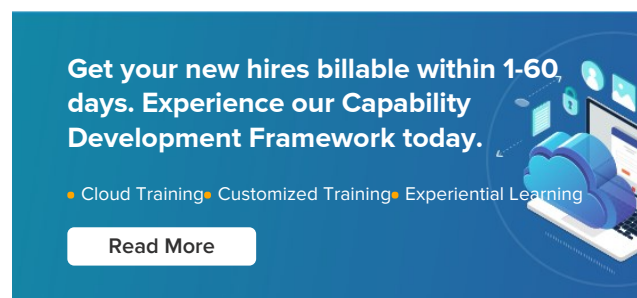 Get your new hires billable within 1-60
days. Experience our Capability
Development Framework today.
• Cloud Training• Customized Training• Experiential Learning
Read More